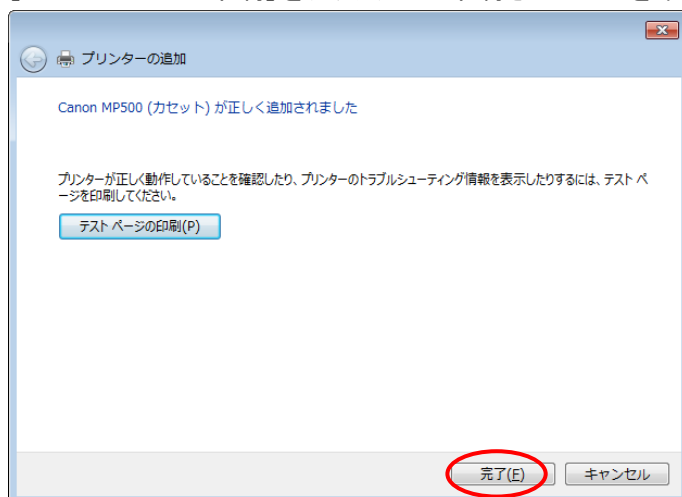 プリンターの追加
Canon MP500 (カセット) が正しく追加されました
プリンターが正しく動作していることを確認したり、プリンターのトラブルシューティング情報を表示したりするには、テスト ペ
ージを印刷してください。
テスト ページの印刷(P)
完了(F)
キャンセル